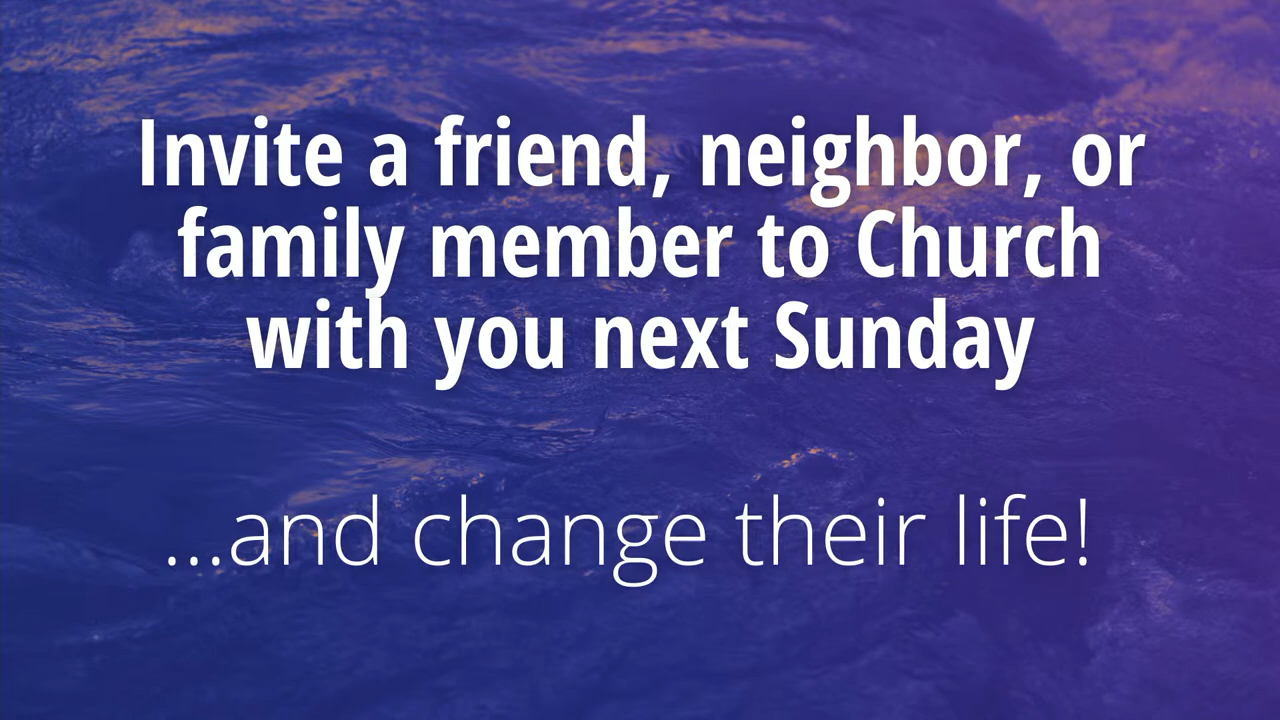 Invite a friend, neighbor, or
family member to Church
with you next Sunday
...and change their life!